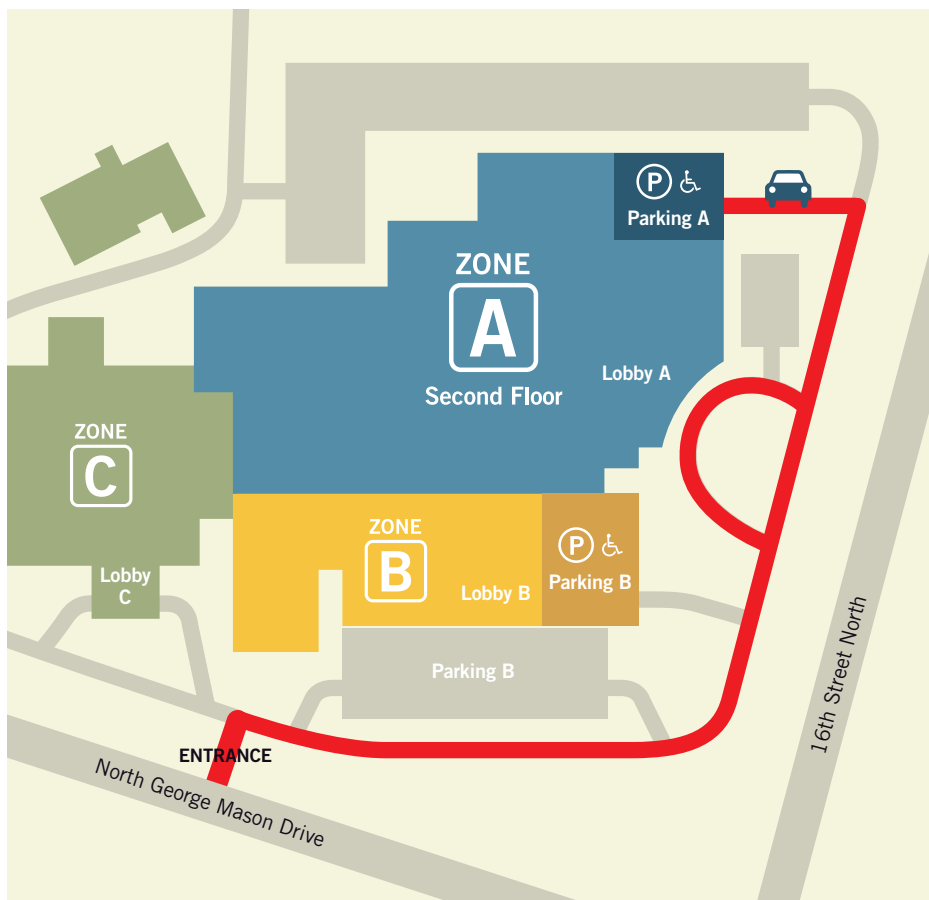 P
Parking A
ZONE
A
Second Floor
Lobby A
ZONE
C
Lobby
C
ZONE
B
Lobby B
P
Parking B
Parking B
ENTRANCE
North George Mason Drive
16th Street North